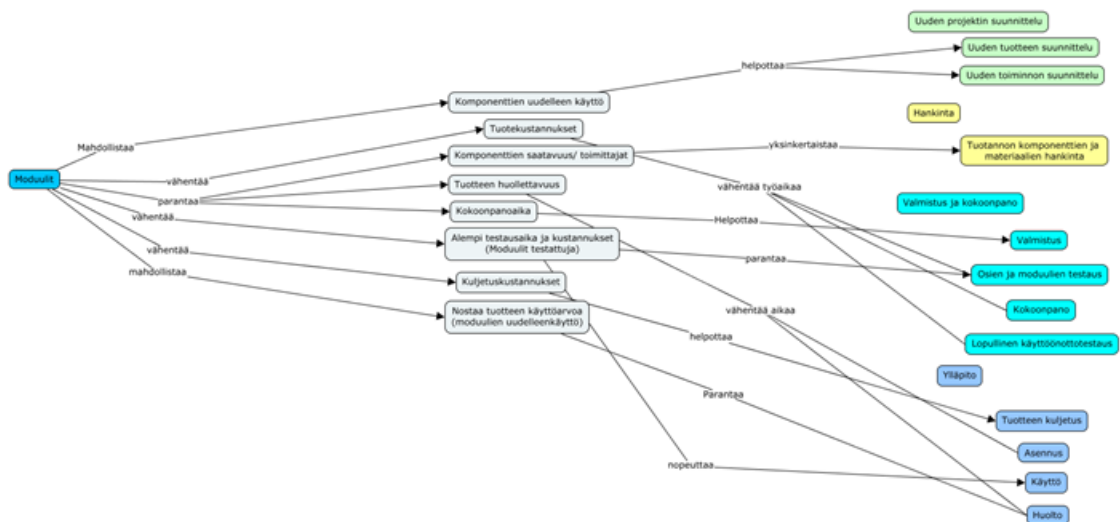 Moduulit
Mahdollistaa
vähentää
parantaa
vähentää
vähentää
mahdollistaa
Komponenttien uudelleen käyttö
Tuotekustannukset
Komponenttien saatavuus/ toimittajat
Tuotteen huollettavuus
Kokoonpanoaika
Alempi testausaika ja kustannukset
(Moduulit testattuja)
Kuljetuskustannukset
Nostaa tuotteen käyttöarvoa
(moduulien uudelleenkäyttö)
helpottaa
yksinkertaistaa
vähentää työaikaa
Helpottaa
parantaa
vähentää aikaa
helpottaa
Parantaa
nopeuttaa
Uuden projektin suunnittelu
Uuden tuotteen suunnittelu
Uuden toiminnon suunnittelu
Hankinta
Tuotannon komponenttien ja
materiaalien hankinta
Valmistus ja kokoonpano
Valmistus
Osien ja moduulien testaus
Kokoonpano
Lopullinen käyttöönottotestaus
Ylläpito
Tuotteen kuljetus
Asennus
Käyttö
Huolto